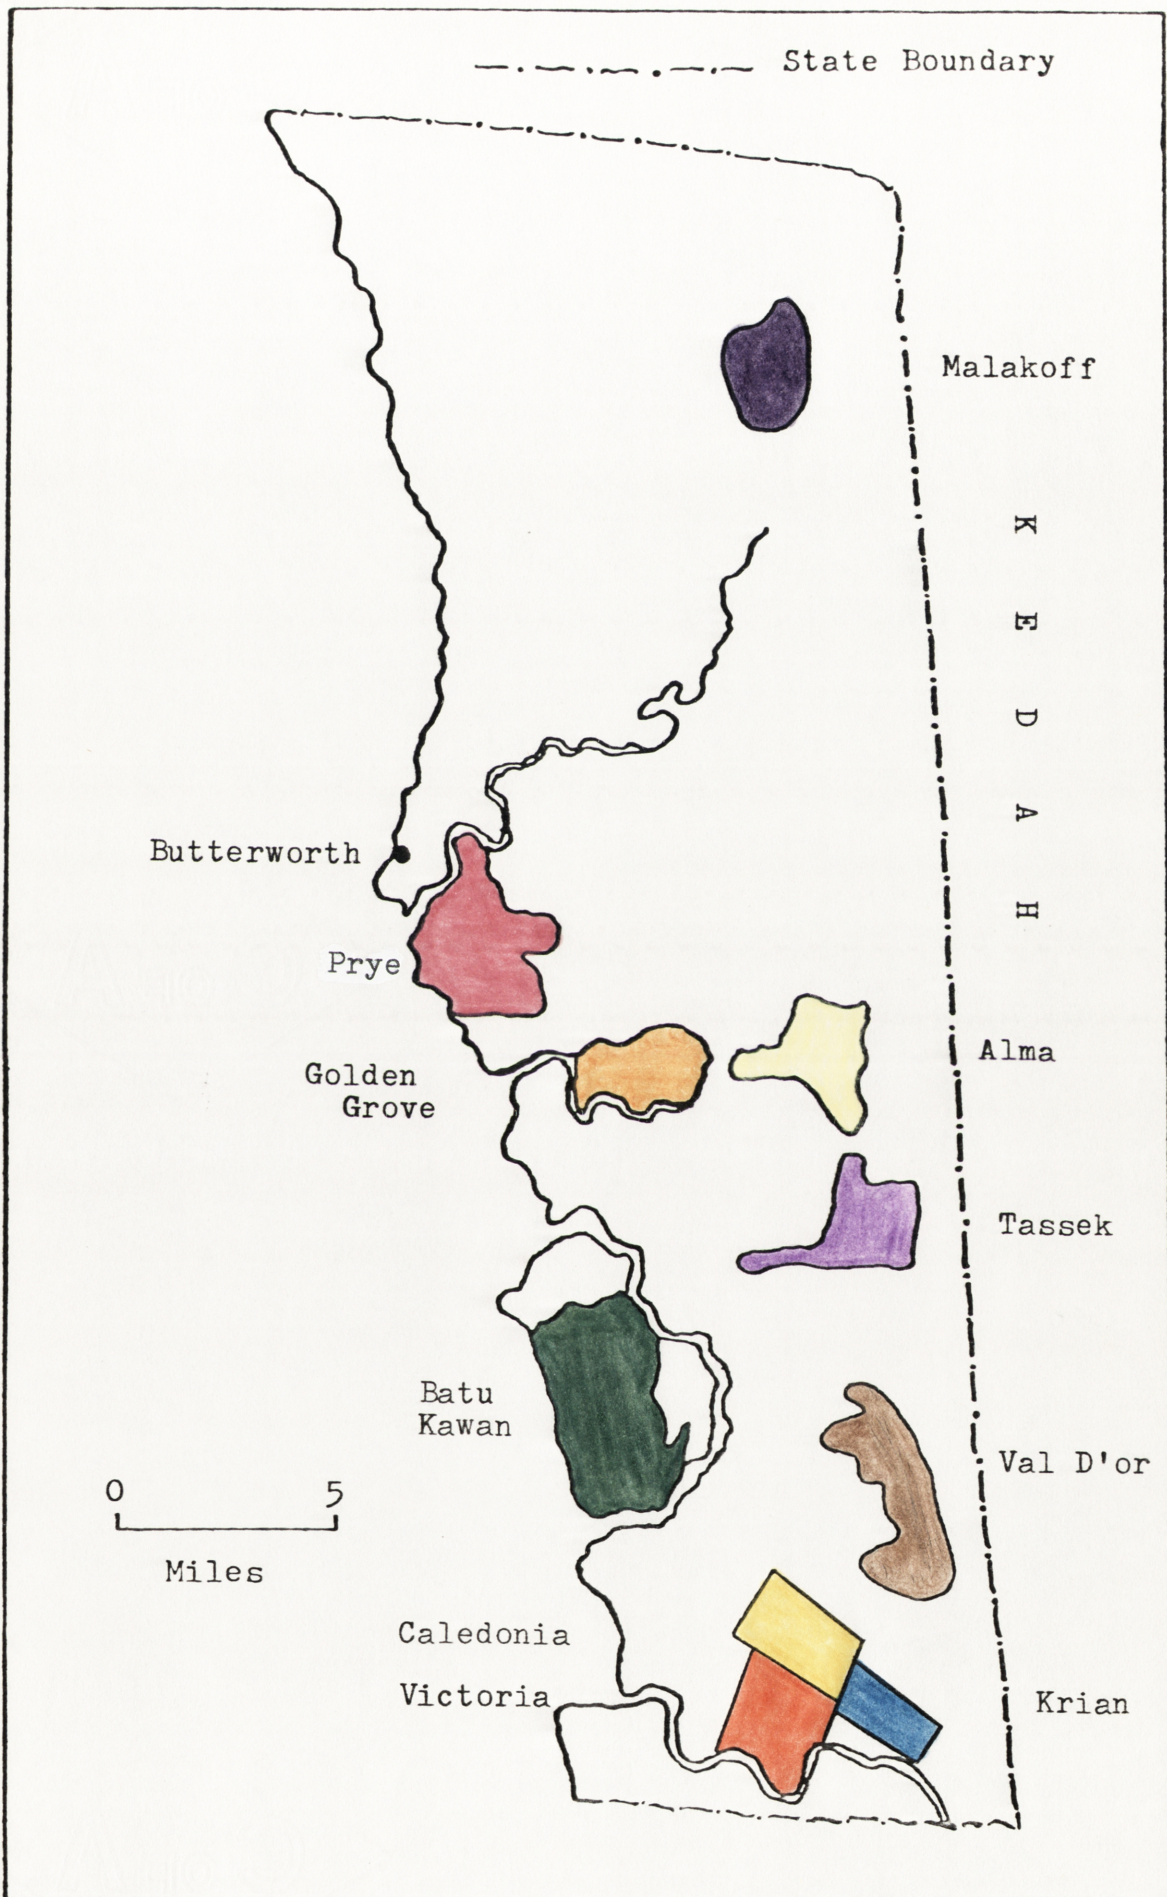 State Boundary
Malakoff
K
E
D
A
H
Butterworth
Prye
Golden
Grove
Alma
Tassek
Batu
Kawan
Val D'or
0 5
Miles
Caledonia
Victoria
Krian